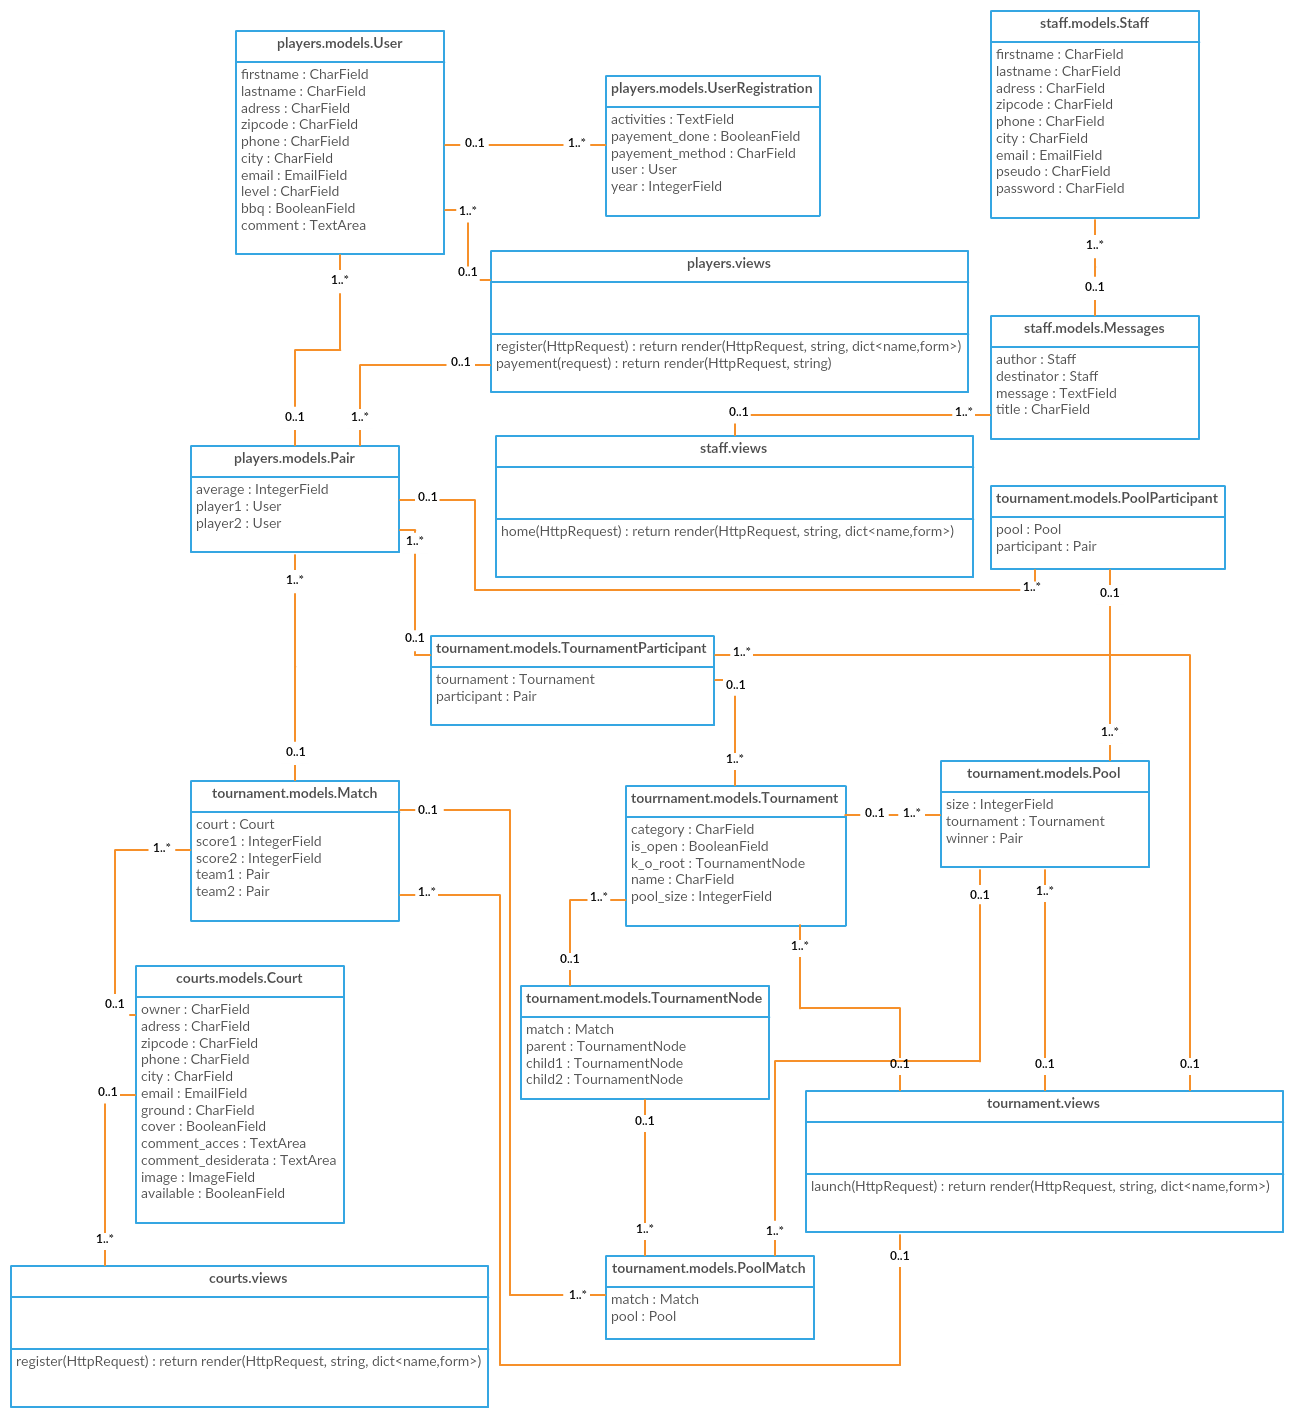 players.models.User
firstname : CharField
lastname : CharField
adress : CharField
zipcode : CharField
phone : CharField
city : CharField
email : EmailField
level : CharField
bbq : BooleanField
comment : TextArea
players.models.UserRegistration
activities : TextField
payement_done : BooleanField
payement_method : CharField
user : User
year : IntegerField
staff.models.Staff
firstname : CharField
lastname : CharField
adress : CharField
zipcode : CharField
phone : CharField
city : CharField
email : EmailField
pseudo : CharField
password : CharField
0..1
1..*
1..*
0..1
1..*
0..1
1..*
0..1
players.views
register(HttpRequest) : return render(HttpRequest, string, dict<name,form>)
payement(request) : return render(HttpRequest, string)
staff.models.Messages
author : Staff
destinator : Staff
message : TextField
title : CharField
0..1
1..*
0..1
1..*
staff.views
home(HttpRequest) : return render(HttpRequest, string, dict<name,form>)
players.models.Pair
average : IntegerField
player1 : User
player2 : User
tournament.models.PoolParticipant
pool : Pool
participant : Pair
0..1
1..*
1..*
0..1
1..*
0..1
1..*
0..1
1..*
0..1
tournament.models.TournamentParticipant
tournament : Tournament
participant : Pair
1..*
0..1
1..*
tournament.models.Match
court : Court
score1 : IntegerField
score2 : IntegerField
team1 : Pair
team2 : Pair
0..1
1..*
1..*
0..1
tourrnament.models.Tournament
category : CharField
is_open : BooleanField
k_o_root : TournamentNode
name : CharField
pool_size : IntegerField
0..1
1..*
tournament.models.Pool
size : IntegerField
tournament : Tournament
winner : Pair
1..*
0..1
1..*
0..1
1..*
courts.models.Court
owner : CharField
adress : CharField
zipcode : CharField
phone : CharField
city : CharField
email : EmailField
ground : CharField
cover : BooleanField
comment_acces : TextArea
comment_desiderata : TextArea
image : ImageField
available : BooleanField
0..1
1..*
tournament.models.TournamentNode
match : Match
parent : TournamentNode
child1 : TournamentNode
child2 : TournamentNode
0..1
1..*
0..1
0..1
0..1
tournament.views
launch(HttpRequest) : return render(HttpRequest, string, dict<name,form>)
1..*
0..1
courts.views
register(HttpRequest) : return render(HttpRequest, string, dict<name,form>)
1..*
tournament.models.PoolMatch
match : Match
pool : Pool